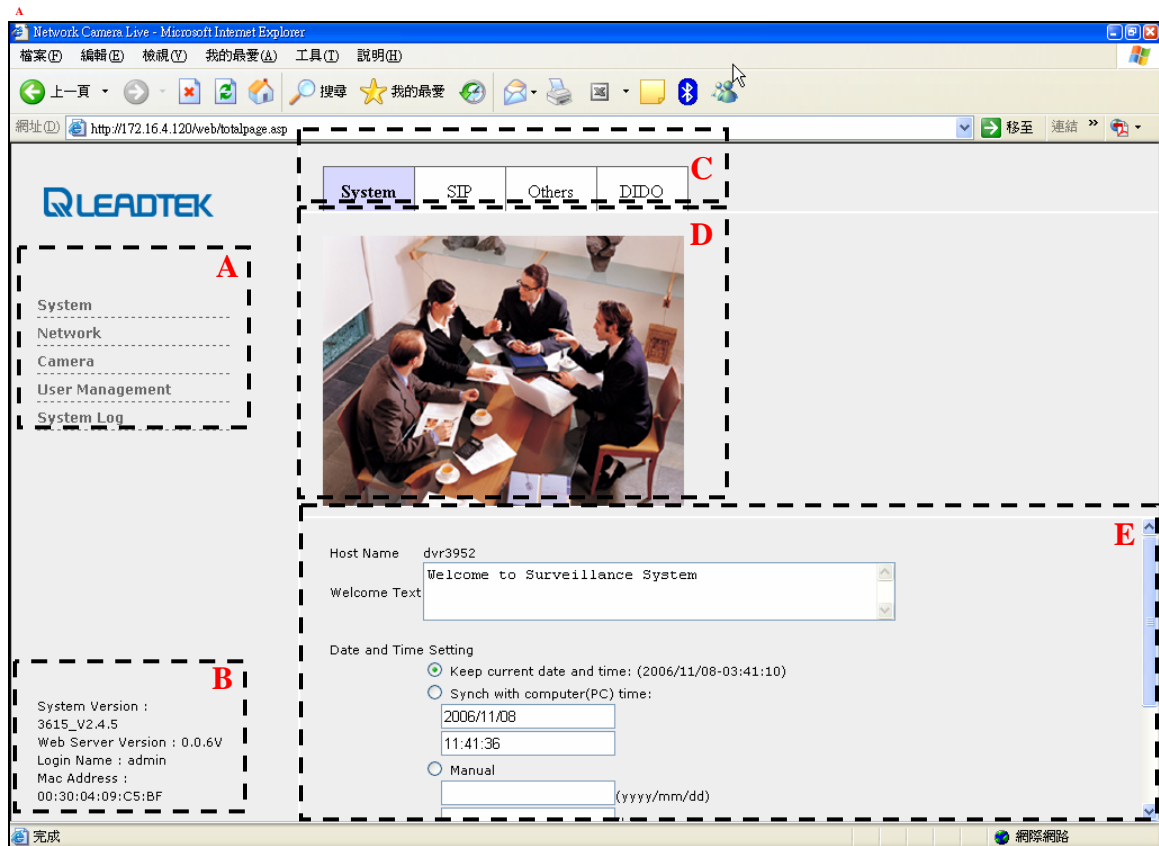 A
Network Camera Live - Microsoft Internet Explorer
檔案(F) 編輯(E) 檢視(V) 我的最愛(A) 工具(T) 說明(H)
上一頁 搜尋 我的最愛
網址(D) http://172.16.4.120/web/totalpage.asp 移至 連結 »
LEADTEK
System SIP Others DIDO C
D
A
System
Network
Camera
User Management
System Log
E
Host Name dvr3952
Welcome Text Welcome to Surveillance System
Date and Time Setting
Keep current date and time: (2006/11/08-03:41:10)
Synch with computer(PC) time:
2006/11/08
11:41:36
Manual
(yyyy/mm/dd)
B
System Version :
3615_V2.4.5
Web Server Version : 0.0.6V
Login Name : admin
Mac Address :
00:30:04:09:C5:BF
完成 網際網路